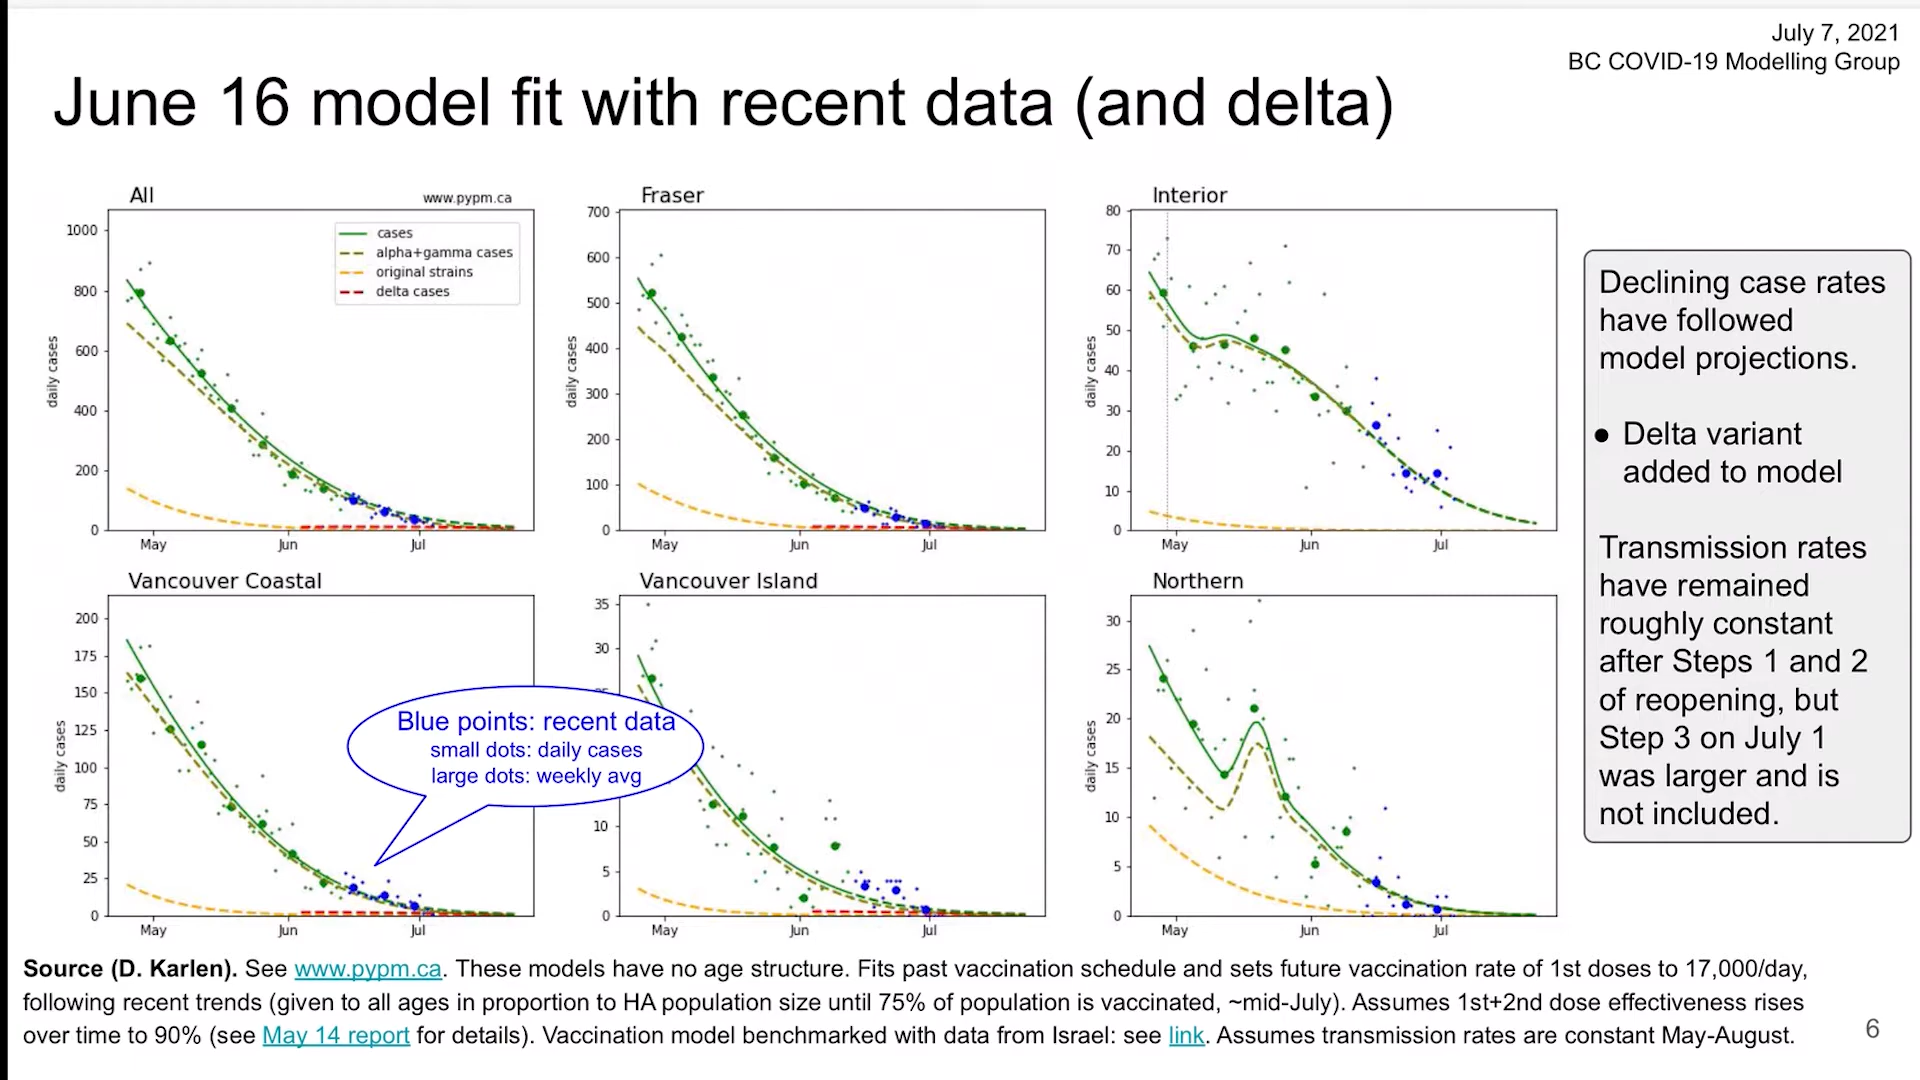 July 7, 2021
BC COVID-19 Modelling Group
June 16 model fit with recent data (and delta)
All
www.pypm.ca
1000
800
600
400
200
0
daily cases
cases
alpha+gamma cases
original strains
delta cases
May
Jun
Jul
Fraser
700
600
500
400
300
200
100
0
daily cases
May
Jun
Jul
Interior
80
70
60
50
40
30
20
10
0
daily cases
May
Jun
Jul
Vancouver Coastal
200
175
150
125
100
75
50
25
0
daily cases
May
Jun
Jul
Blue points: recent data
small dots: daily cases
large dots: weekly avg
Vancouver Island
35
30
10
5
0
May
Jun
Jul
Northern
30
25
20
15
10
5
0
daily cases
May
Jun
Jul
Declining case rates
have followed
model projections.
● Delta variant
added to model
Transmission rates
have remained
roughly constant
after Steps 1 and 2
of reopening, but
Step 3 on July 1
was larger and is
not included.
Source (D. Karlen). See www.pypm.ca. These models have no age structure. Fits past vaccination schedule and sets future vaccination rate of 1st doses to 17,000/day,
following recent trends (given to all ages in proportion to HA population size until 75% of population is vaccinated, ~mid-July). Assumes 1st+2nd dose effectiveness rises
over time to 90% (see May 14 report for details). Vaccination model benchmarked with data from Israel: see link. Assumes transmission rates are constant May-August.
6